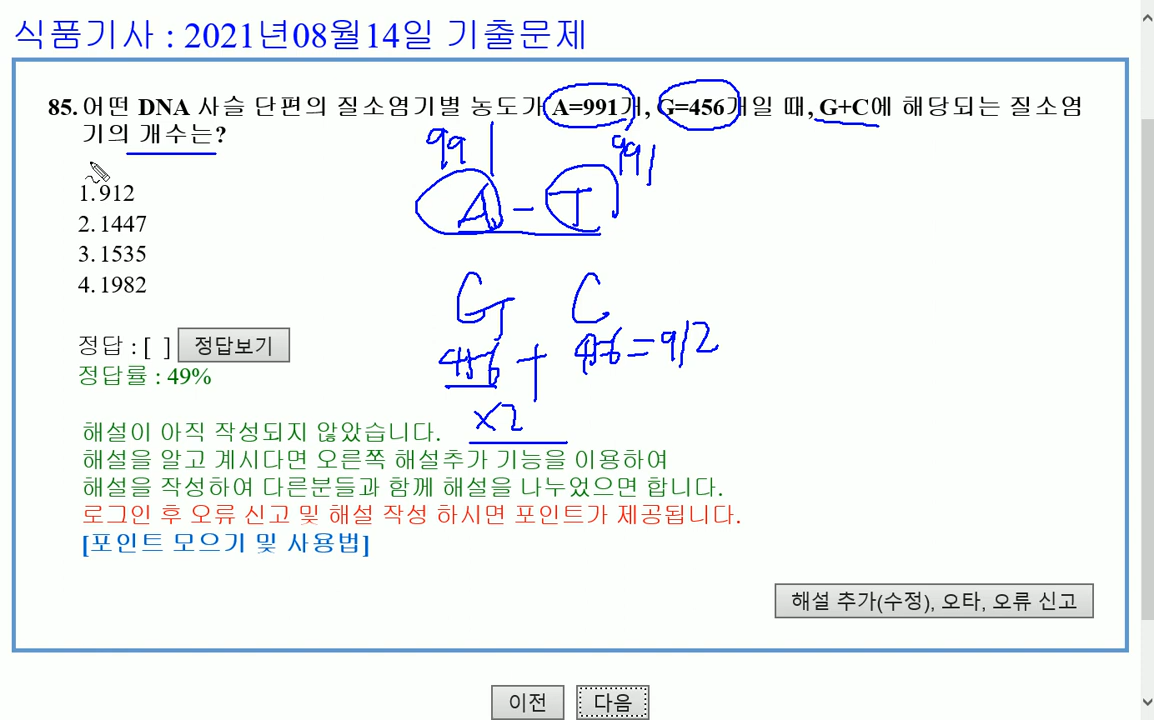 식품기사 : 2021년08월14일 기출문제
85. 어떤 DNA 사슬 단편의 질소염기별 농도가 A=991개, G=456개일 때, G+C에 해당되는 질소염
기의 개수는?
991 991
A - T
1. 912
2. 1447
3. 1535
4. 1982
G C
456 + 456 = 912
×2
정답 : [ ] 정답보기
정답률 : 49%
해설이 아직 작성되지 않았습니다.
해설을 알고 계시다면 오른쪽 해설추가 기능을 이용하여
해설을 작성하여 다른분들과 함께 해설을 나누었으면 합니다.
로그인 후 오류 신고 및 해설 작성 하시면 포인트가 제공됩니다.
[포인트 모으기 및 사용법]
해설 추가(수정), 오타, 오류 신고
이전 다음